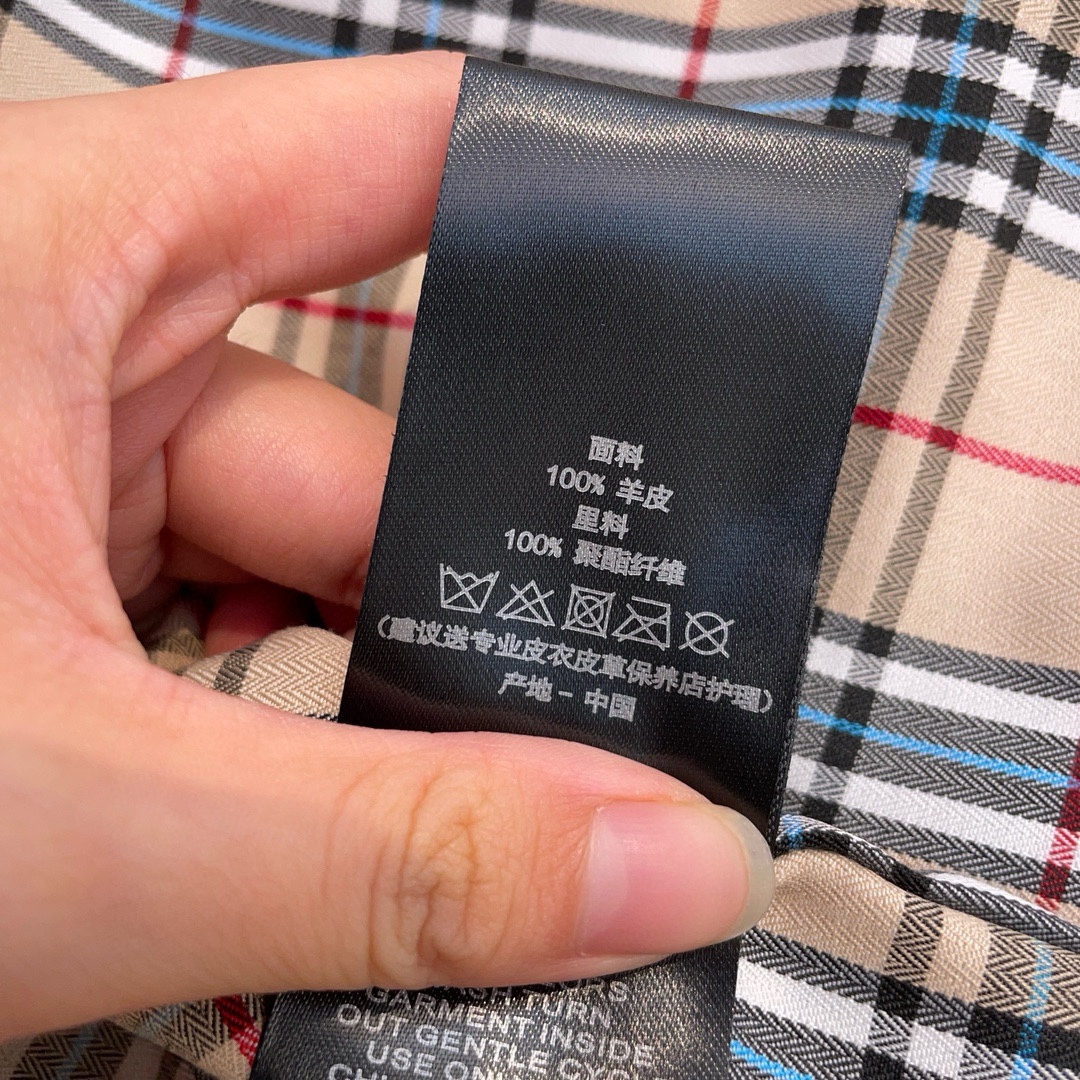 面料
100% 羊皮
里料
100% 聚酯纤维
(建议送专业皮衣皮革保养店护理)
产地 - 中国
TURN
GARMENT INSIDE
OUT GENTLE
USE ON